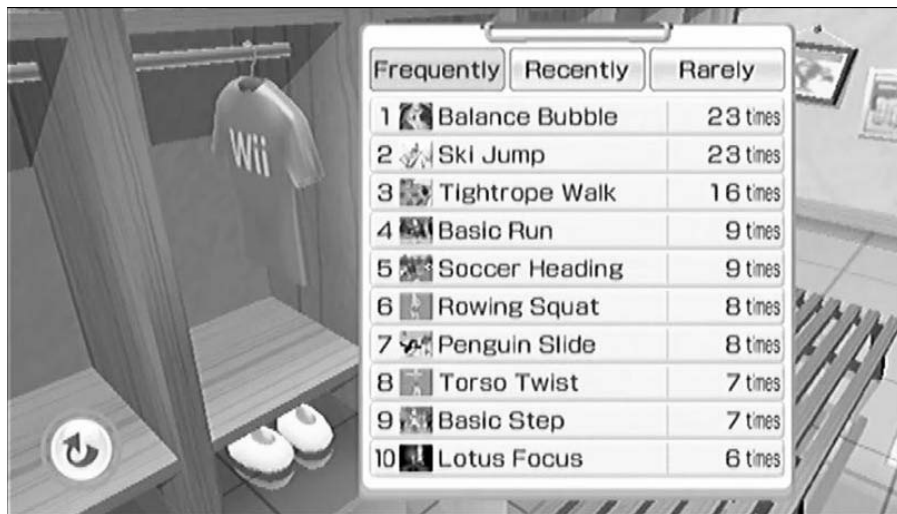 Wii
Frequently Recently Rarely
1 Balance Bubble 23 times
2 Ski Jump 23 times
3 Tightrope Walk 16 times
4 Basic Run 9 times
5 Soccer Heading 9 times
6 Rowing Squat 8 times
7 Penguin Slide 8 times
8 Torso Twist 7 times
9 Basic Step 7 times
10 Lotus Focus 6 times